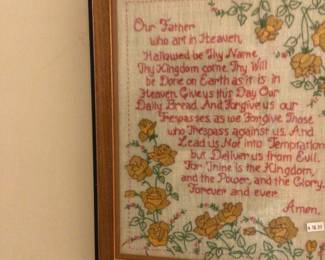 Our Father
who art in Heaven,
Hallowed be Thy Name
Thy Kingdom come. Thy Will
be Done on Earth as it is in
Heaven. Give us this Day Our
Daily Bread. And Forgive us our
Trespasses as we Forgive Those
who Trespass against us. And
Lead us Not into Temptation
but Deliver us from Evil.
For Thine is the Kingdom,
and the Power, and the Glory,
Forever and ever.
Amen.